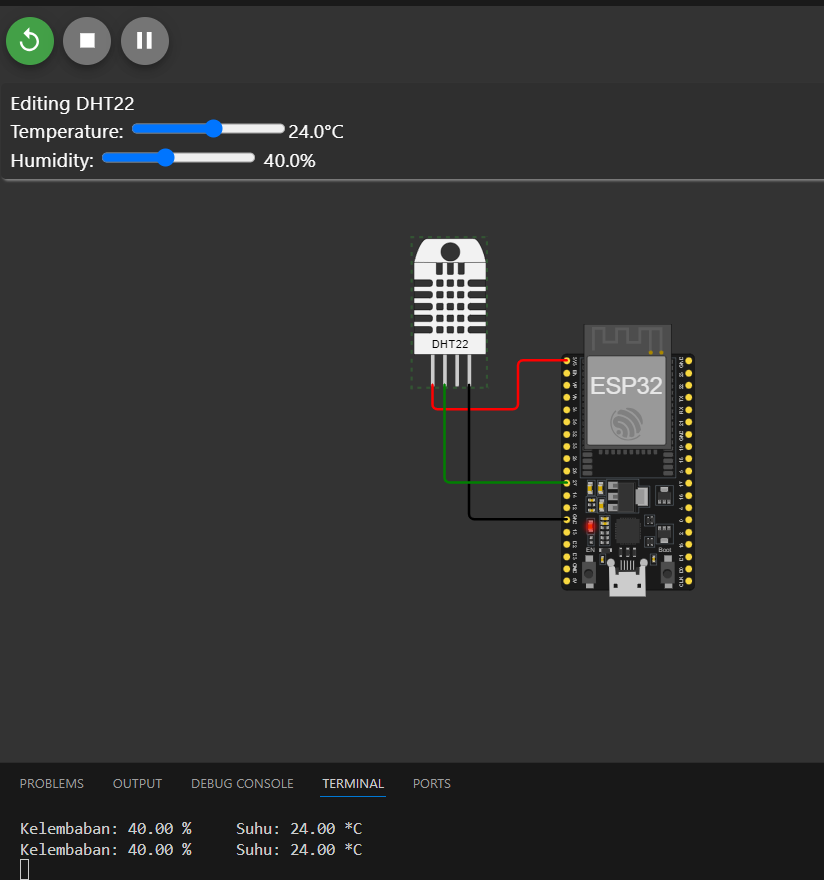 Editing DHT22
Temperature: 24.0°C
Humidity: 40.0%
DHT22
ESP32
EN
Boot
PROBLEMS OUTPUT DEBUG CONSOLE TERMINAL PORTS
Kelembaban: 40.00 % Suhu: 24.00 *C
Kelembaban: 40.00 % Suhu: 24.00 *C